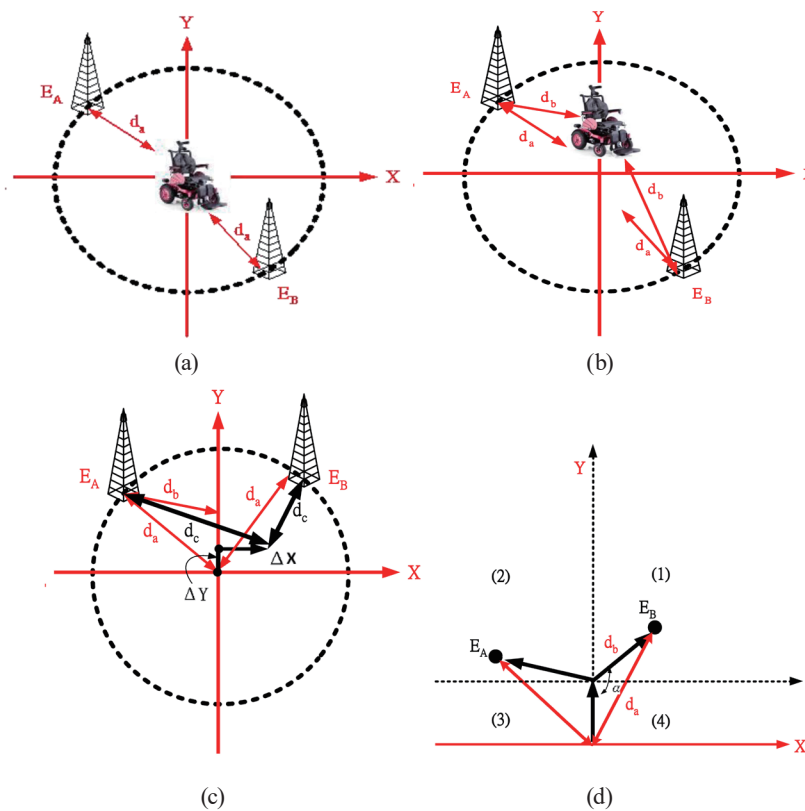 Y
E_A
d_a
X
d_a
E_B
(a)
Y
E_A
d_b
d_a
d_b
d_a
E_B
(b)
Y
E_A
d_b
d_a
E_B
d_c
d_c
d_a
ΔX
ΔY
X
(c)
Y
(2)
(1)
E_B
E_A
d_b
α
(3)
d_a
(4)
X
(d)